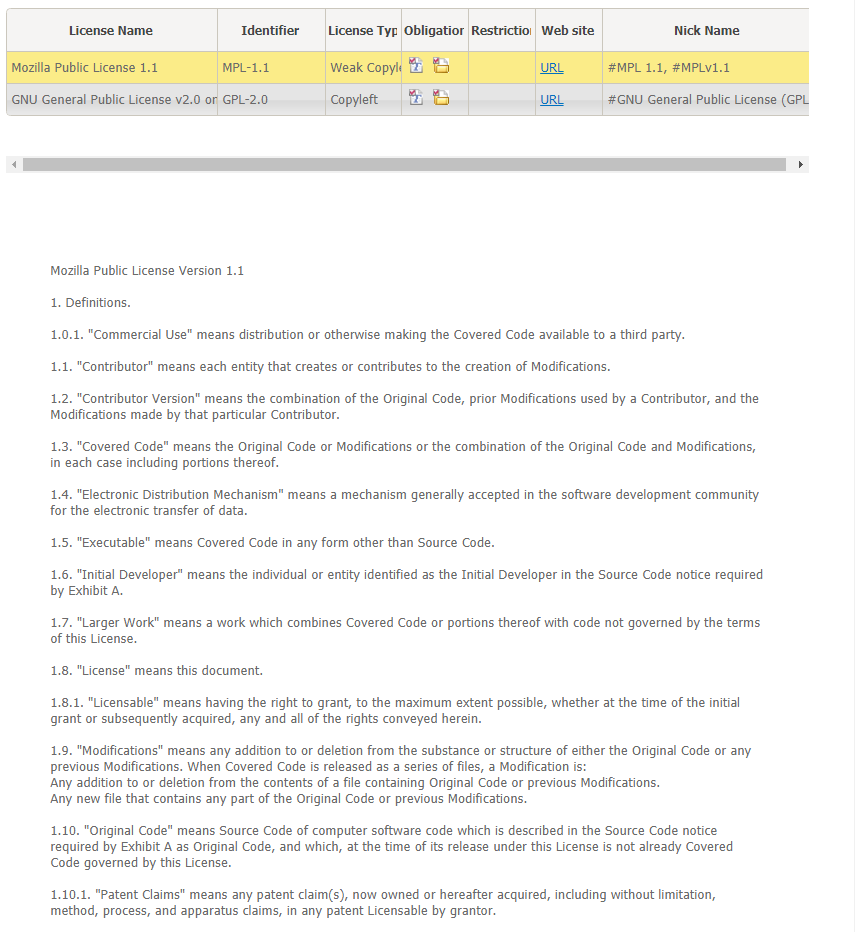 License Name Identifier License Typ Obligation Restriction Web site Nick Name
Mozilla Public License 1.1 MPL-1.1 Weak Copyle URL #MPL 1.1, #MPLv1.1
GNU General Public License v2.0 on GPL-2.0 Copyleft URL #GNU General Public License (GPL
Mozilla Public License Version 1.1
1. Definitions.
1.0.1. "Commercial Use" means distribution or otherwise making the Covered Code available to a third party.
1.1. "Contributor" means each entity that creates or contributes to the creation of Modifications.
1.2. "Contributor Version" means the combination of the Original Code, prior Modifications used by a Contributor, and the
Modifications made by that particular Contributor.
1.3. "Covered Code" means the Original Code or Modifications or the combination of the Original Code and Modifications,
in each case including portions thereof.
1.4. "Electronic Distribution Mechanism" means a mechanism generally accepted in the software development community
for the electronic transfer of data.
1.5. "Executable" means Covered Code in any form other than Source Code.
1.6. "Initial Developer" means the individual or entity identified as the Initial Developer in the Source Code notice required
by Exhibit A.
1.7. "Larger Work" means a work which combines Covered Code or portions thereof with code not governed by the terms
of this License.
1.8. "License" means this document.
1.8.1. "Licensable" means having the right to grant, to the maximum extent possible, whether at the time of the initial
grant or subsequently acquired, any and all of the rights conveyed herein.
1.9. "Modifications" means any addition to or deletion from the substance or structure of either the Original Code or any
previous Modifications. When Covered Code is released as a series of files, a Modification is:
Any addition to or deletion from the contents of a file containing Original Code or previous Modifications.
Any new file that contains any part of the Original Code or previous Modifications.
1.10. "Original Code" means Source Code of computer software code which is described in the Source Code notice
required by Exhibit A as Original Code, and which, at the time of its release under this License is not already Covered
Code governed by this License.
1.10.1. "Patent Claims" means any patent claim(s), now owned or hereafter acquired, including without limitation,
method, process, and apparatus claims, in any patent Licensable by grantor.